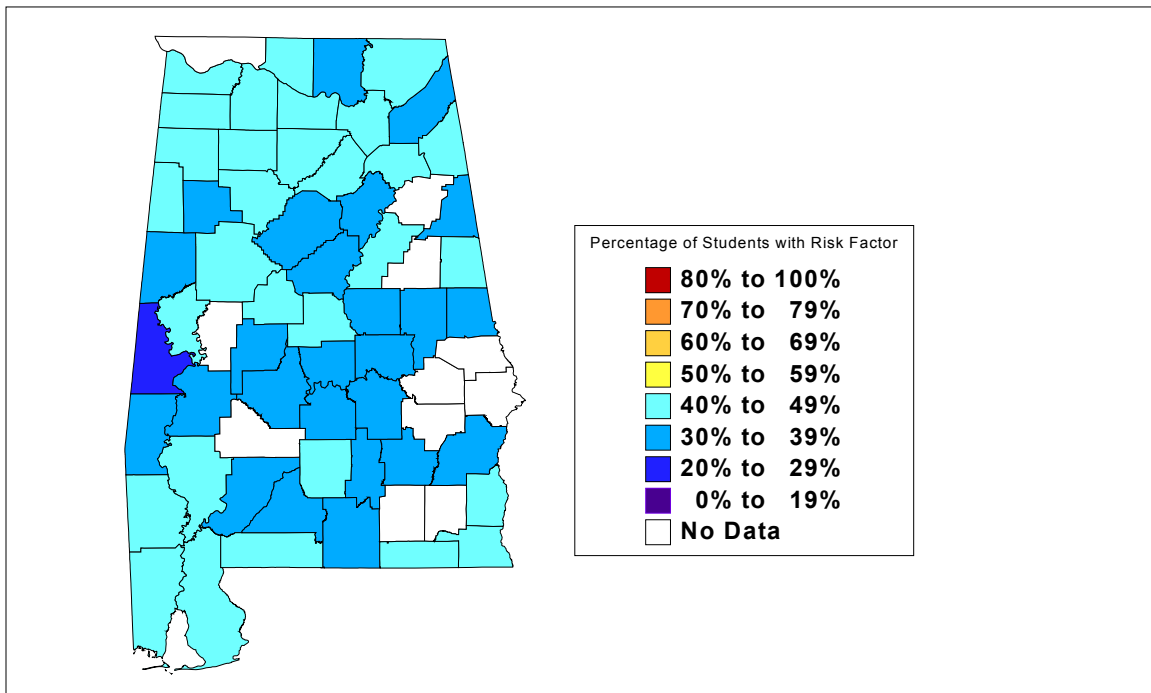 Percentage of Students with Risk Factor
80% to 100%
70% to 79%
60% to 69%
50% to 59%
40% to 49%
30% to 39%
20% to 29%
0% to 19%
No Data